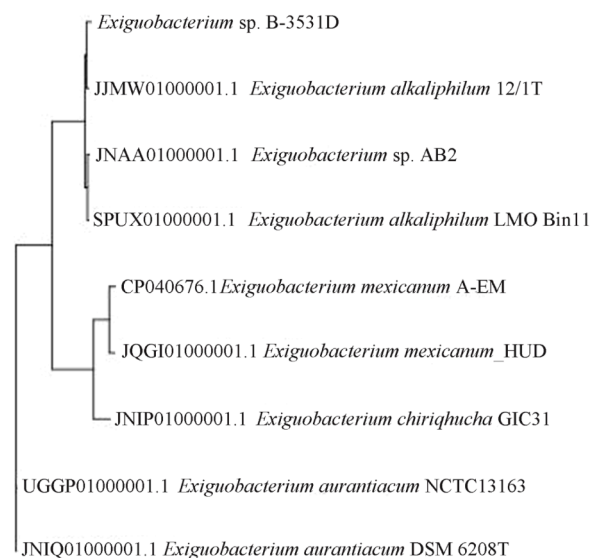 Exiguobacterium sp. B-3531D
JJMW01000001.1 Exiguobacterium alkaliphilum 12/1T
JNAA01000001.1 Exiguobacterium sp. AB2
SPUX01000001.1 Exiguobacterium alkaliphilum LMO Bin11
CP040676.1Exiguobacterium mexicanum A-EM
JQGI01000001.1 Exiguobacterium mexicanum_HUD
JNIP01000001.1 Exiguobacterium chiriqhucha GIC31
UGGP01000001.1 Exiguobacterium aurantiacum NCTC13163
JNIQ01000001.1 Exiguobacterium aurantiacum DSM 6208T